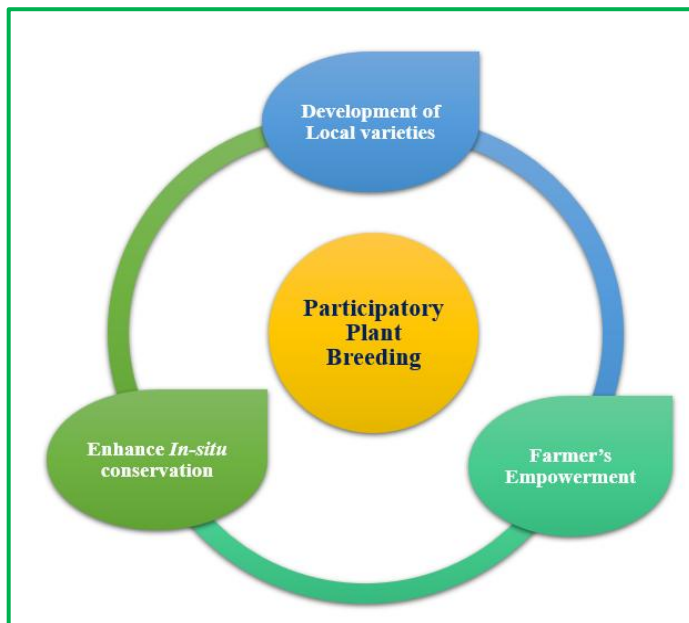 Development of
Local varieties
Participatory
Plant
Breeding
Enhance In-situ
conservation
Farmer’s
Empowerment